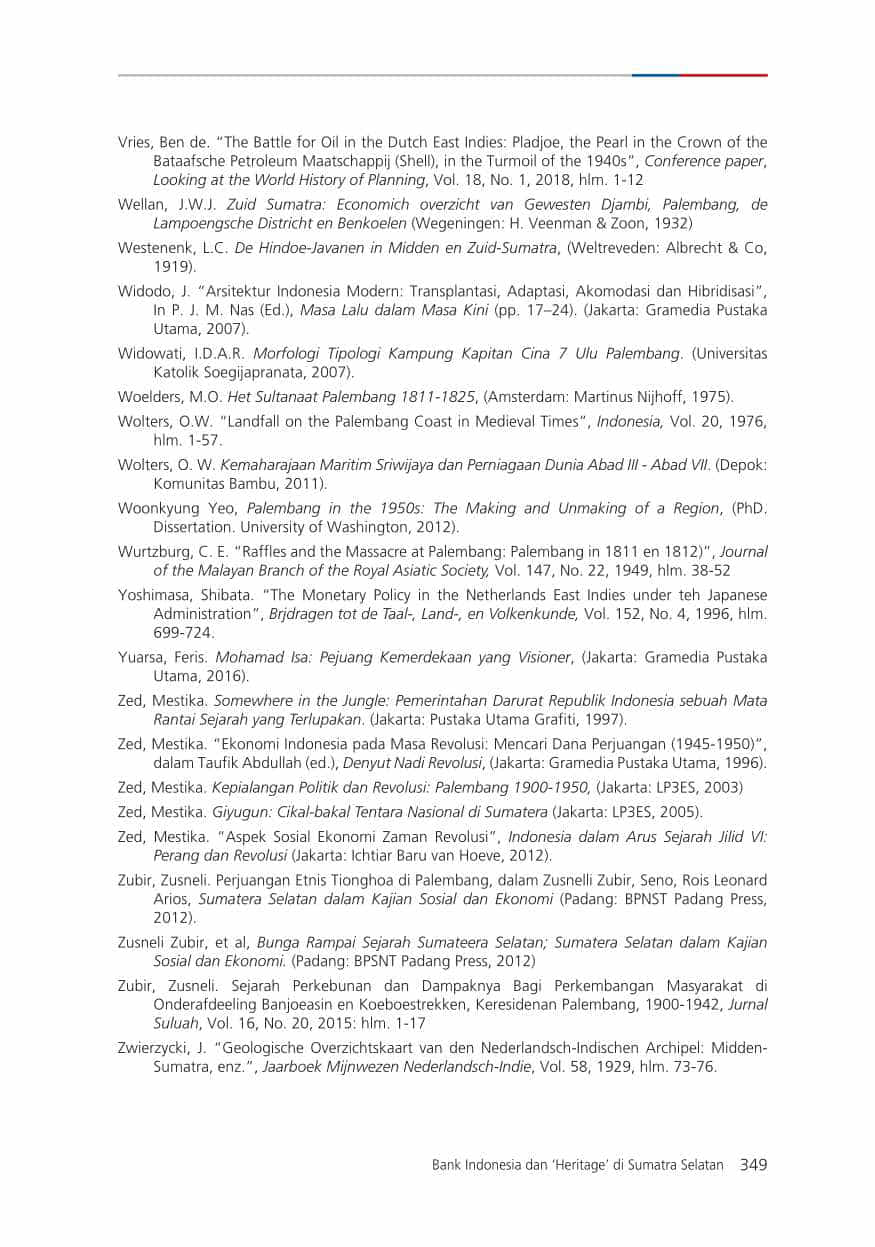 Vries, Ben de. “The Battle for Oil in the Dutch East Indies: Pladjoe, the Pearl in the Crown of the
Bataafsche Petroleum Maatschappij (Shell), in the Turmoil of the 1940s”, Conference paper,
Looking at the World History of Planning, Vol. 18, No. 1, 2018, hlm. 1-12
Wellan, J.W.J. Zuid Sumatra: Economich overzicht van Gewesten Djambi, Palembang, de
Lampoengsche Districht en Benkoelen (Wegeningen: H. Veenman & Zoon, 1932)
Westenenk, L.C. De Hindoe-Javanen in Midden en Zuid-Sumatra, (Weltreveden: Albrecht & Co,
1919).
Widodo, J. “Arsitektur Indonesia Modern: Transplantasi, Adaptasi, Akomodasi dan Hibridisasi”,
In P. J. M. Nas (Ed.), Masa Lalu dalam Masa Kini (pp. 17–24). (Jakarta: Gramedia Pustaka
Utama, 2007).
Widowati, I.D.A.R. Morfologi Tipologi Kampung Kapitan Cina 7 Ulu Palembang. (Universitas
Katolik Soegijapranata, 2007).
Woelders, M.O. Het Sultanaat Palembang 1811-1825, (Amsterdam: Martinus Nijhoff, 1975).
Wolters, O.W. “Landfall on the Palembang Coast in Medieval Times”, Indonesia, Vol. 20, 1976,
hlm. 1-57.
Wolters, O. W. Kemaharajaan Maritim Sriwijaya dan Perniagaan Dunia Abad III - Abad VII. (Depok:
Komunitas Bambu, 2011).
Woonkyung Yeo, Palembang in the 1950s: The Making and Unmaking of a Region, (PhD.
Dissertation. University of Washington, 2012).
Wurtzburg, C. E. “Raffles and the Massacre at Palembang: Palembang in 1811 en 1812)”, Journal
of the Malayan Branch of the Royal Asiatic Society, Vol. 147, No. 22, 1949, hlm. 38-52
Yoshimasa, Shibata. “The Monetary Policy in the Netherlands East Indies under teh Japanese
Administration”, Brjdragen tot de Taal-, Land-, en Volkenkunde, Vol. 152, No. 4, 1996, hlm.
699-724.
Yuarsa, Feris. Mohamad Isa: Pejuang Kemerdekaan yang Visioner, (Jakarta: Gramedia Pustaka
Utama, 2016).
Zed, Mestika. Somewhere in the Jungle: Pemerintahan Darurat Republik Indonesia sebuah Mata
Rantai Sejarah yang Terlupakan. (Jakarta: Pustaka Utama Grafiti, 1997).
Zed, Mestika. “Ekonomi Indonesia pada Masa Revolusi: Mencari Dana Perjuangan (1945-1950)”,
dalam Taufik Abdullah (ed.), Denyut Nadi Revolusi, (Jakarta: Gramedia Pustaka Utama, 1996).
Zed, Mestika. Kepialangan Politik dan Revolusi: Palembang 1900-1950, (Jakarta: LP3ES, 2003)
Zed, Mestika. Giyugun: Cikal-bakal Tentara Nasional di Sumatera (Jakarta: LP3ES, 2005).
Zed, Mestika. “Aspek Sosial Ekonomi Zaman Revolusi”, Indonesia dalam Arus Sejarah Jilid VI:
Perang dan Revolusi (Jakarta: Ichtiar Baru van Hoeve, 2012).
Zubir, Zusneli. Perjuangan Etnis Tionghoa di Palembang, dalam Zusnelli Zubir, Seno, Rois Leonard
Arios, Sumatera Selatan dalam Kajian Sosial dan Ekonomi (Padang: BPNST Padang Press,
2012).
Zusneli Zubir, et al, Bunga Rampai Sejarah Sumateera Selatan; Sumatera Selatan dalam Kajian
Sosial dan Ekonomi. (Padang: BPSNT Padang Press, 2012)
Zubir, Zusneli. Sejarah Perkebunan dan Dampaknya Bagi Perkembangan Masyarakat di
Onderafdeeling Banjoeasin en Koeboestrekken, Keresidenan Palembang, 1900-1942, Jurnal
Suluah, Vol. 16, No. 20, 2015: hlm. 1-17
Zwierzycki, J. “Geologische Overzichtskaart van den Nederlandsch-Indischen Archipel: Midden-
Sumatra, enz.”, Jaarboek Mijnwezen Nederlandsch-Indie, Vol. 58, 1929, hlm. 73-76.
Bank Indonesia dan ‘Heritage’ di Sumatra Selatan 349